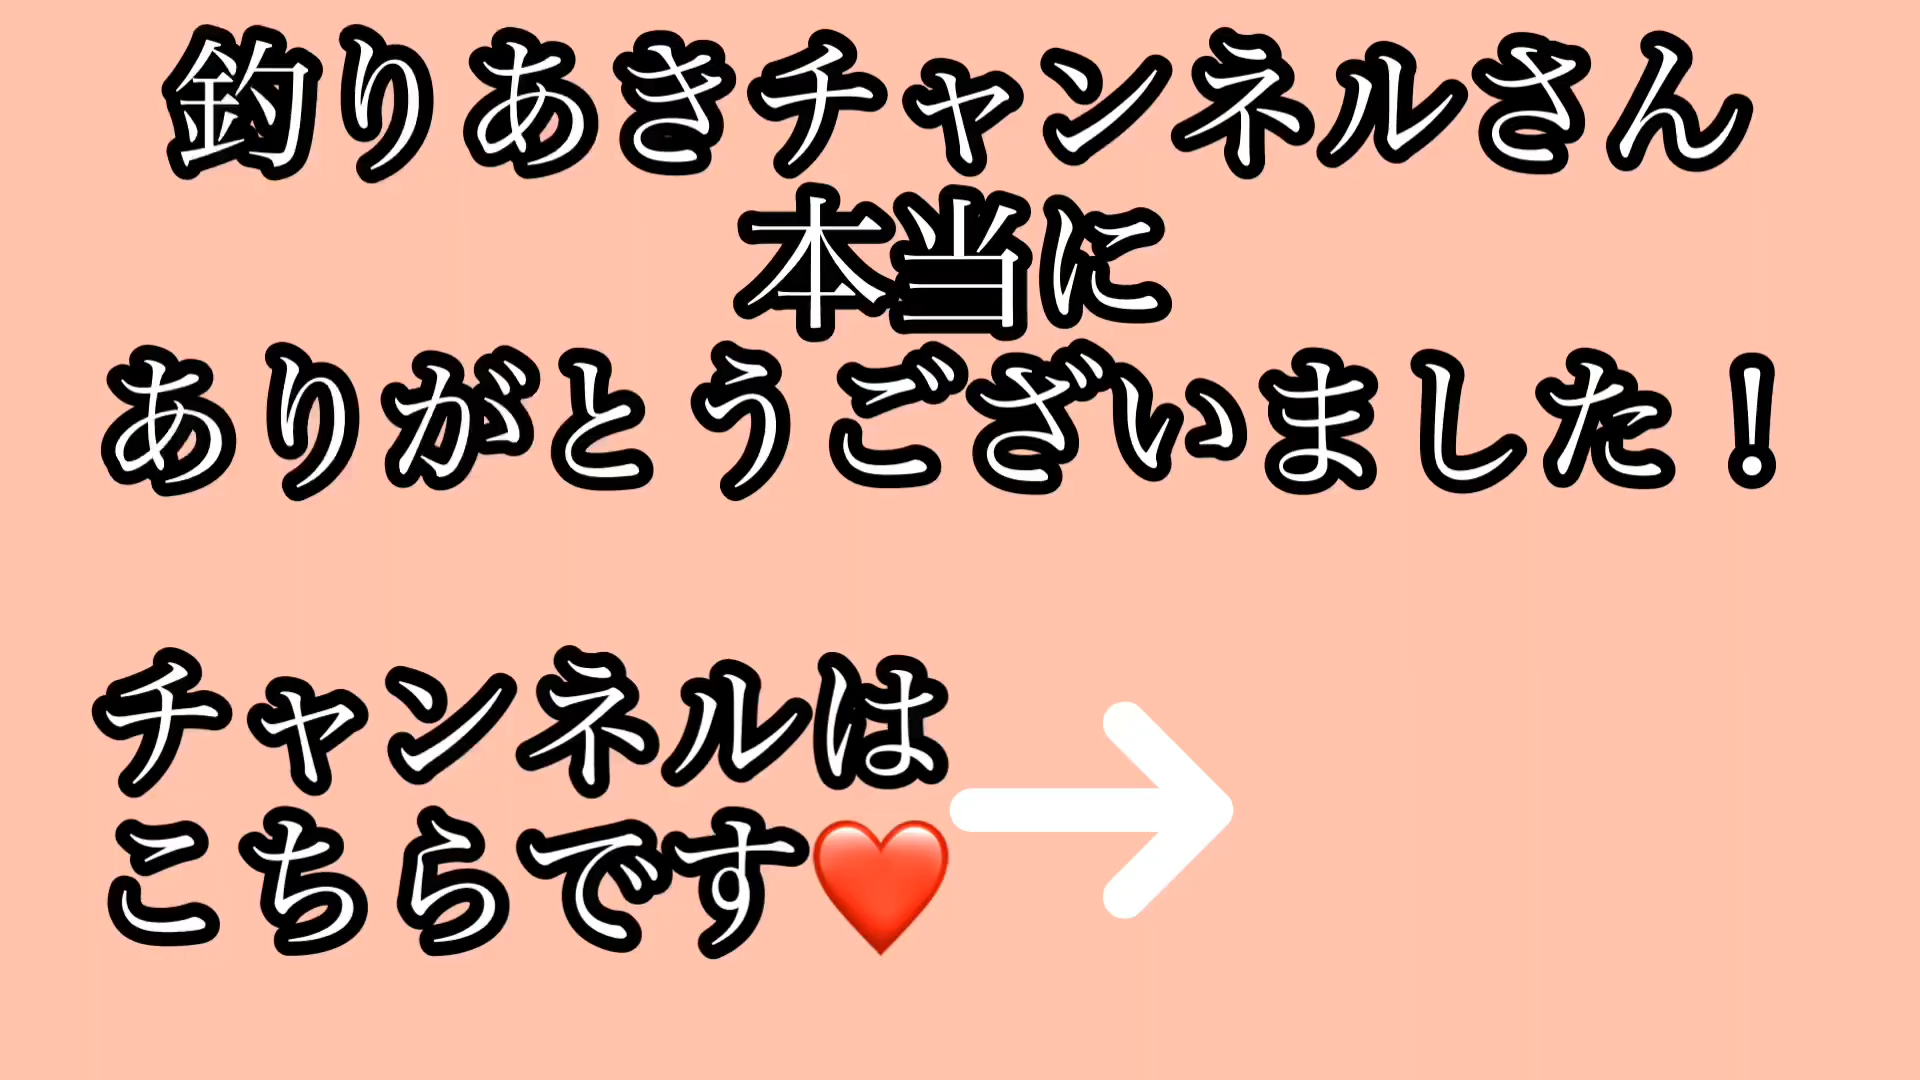 釣りあきチャンネルさん
本当に
ありがとうございました！
チャンネルは
こちらです❤️